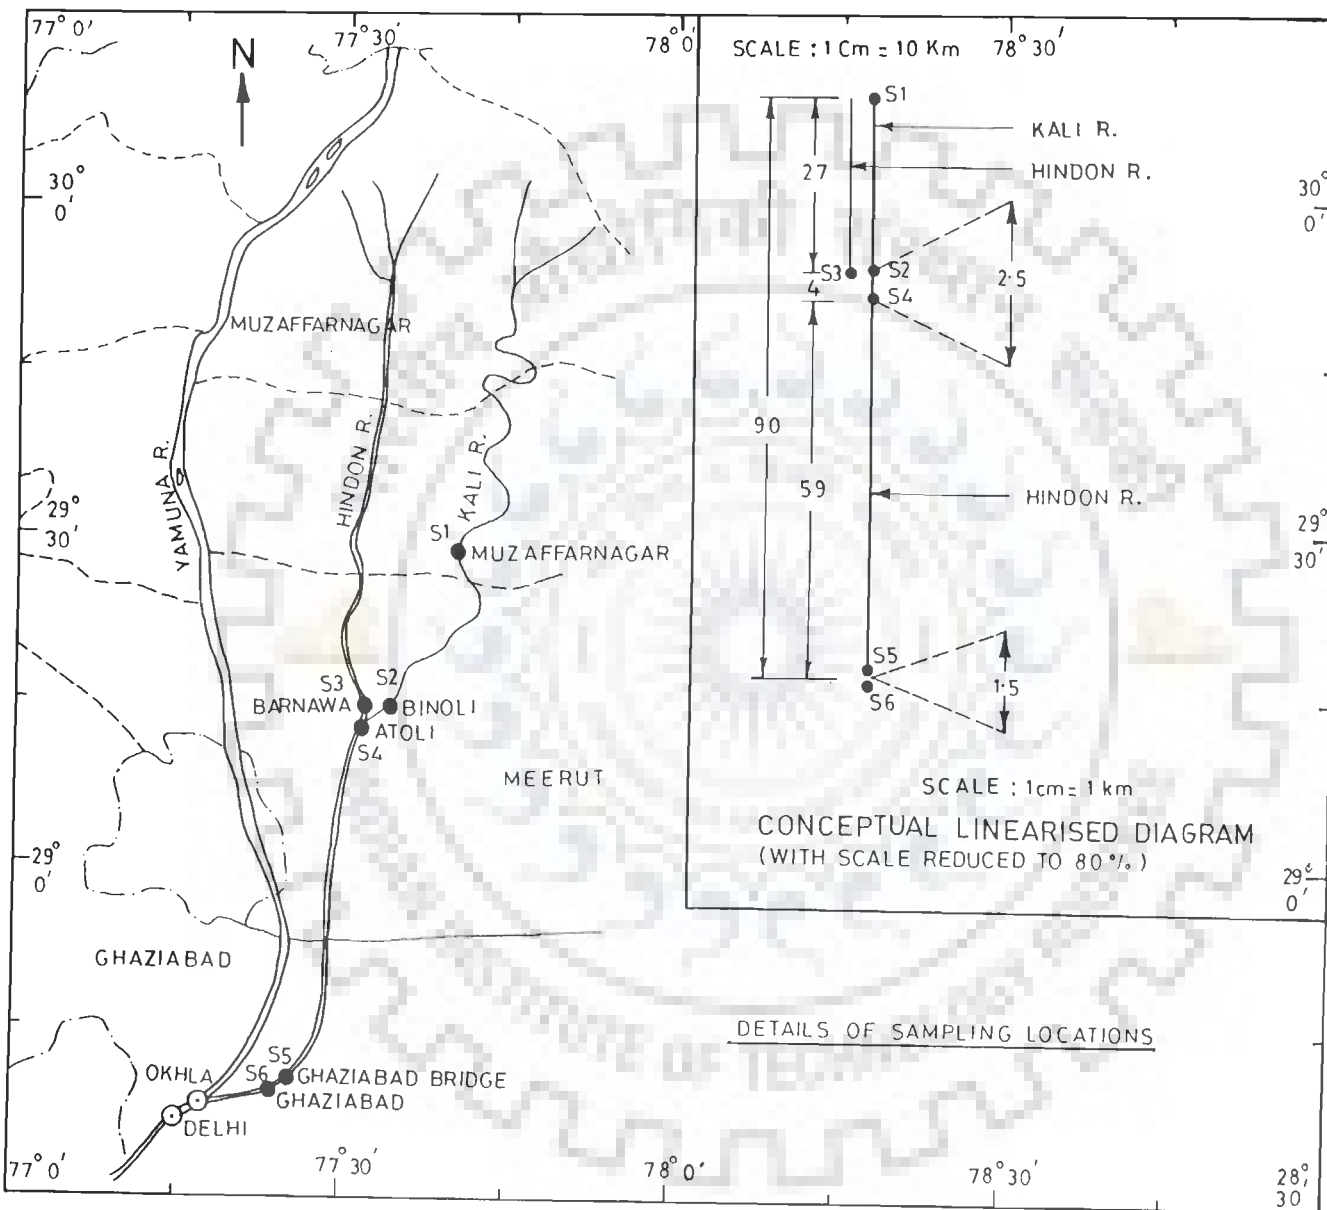 77° 0'
77° 30'
78° 0'
78° 30'
N
SCALE : 1 Cm = 10 Km
S1
KALI R.
HINDON R.
27
30°
0'
30°
0'
S3
S2
2·5
4
S4
MUZAFFARNAGAR
HINDON R.
KALI R.
YAMUNA R.
90
59
HINDON R.
29°
30'
29°
30'
S1
MUZAFFARNAGAR
S5
S6
1·5
S3
S2
BARNAWA
BINOLI
ATOLI
S4
MEERUT
SCALE : 1cm = 1 km
CONCEPTUAL LINEARISED DIAGRAM
(WITH SCALE REDUCED TO 80 %)
29°
0'
29°
0'
GHAZIABAD
DETAILS OF SAMPLING LOCATIONS
OKHLA
S6
S5
GHAZIABAD BRIDGE
GHAZIABAD
DELHI
77° 0'
77° 30'
78° 0'
78° 30'
28°
30